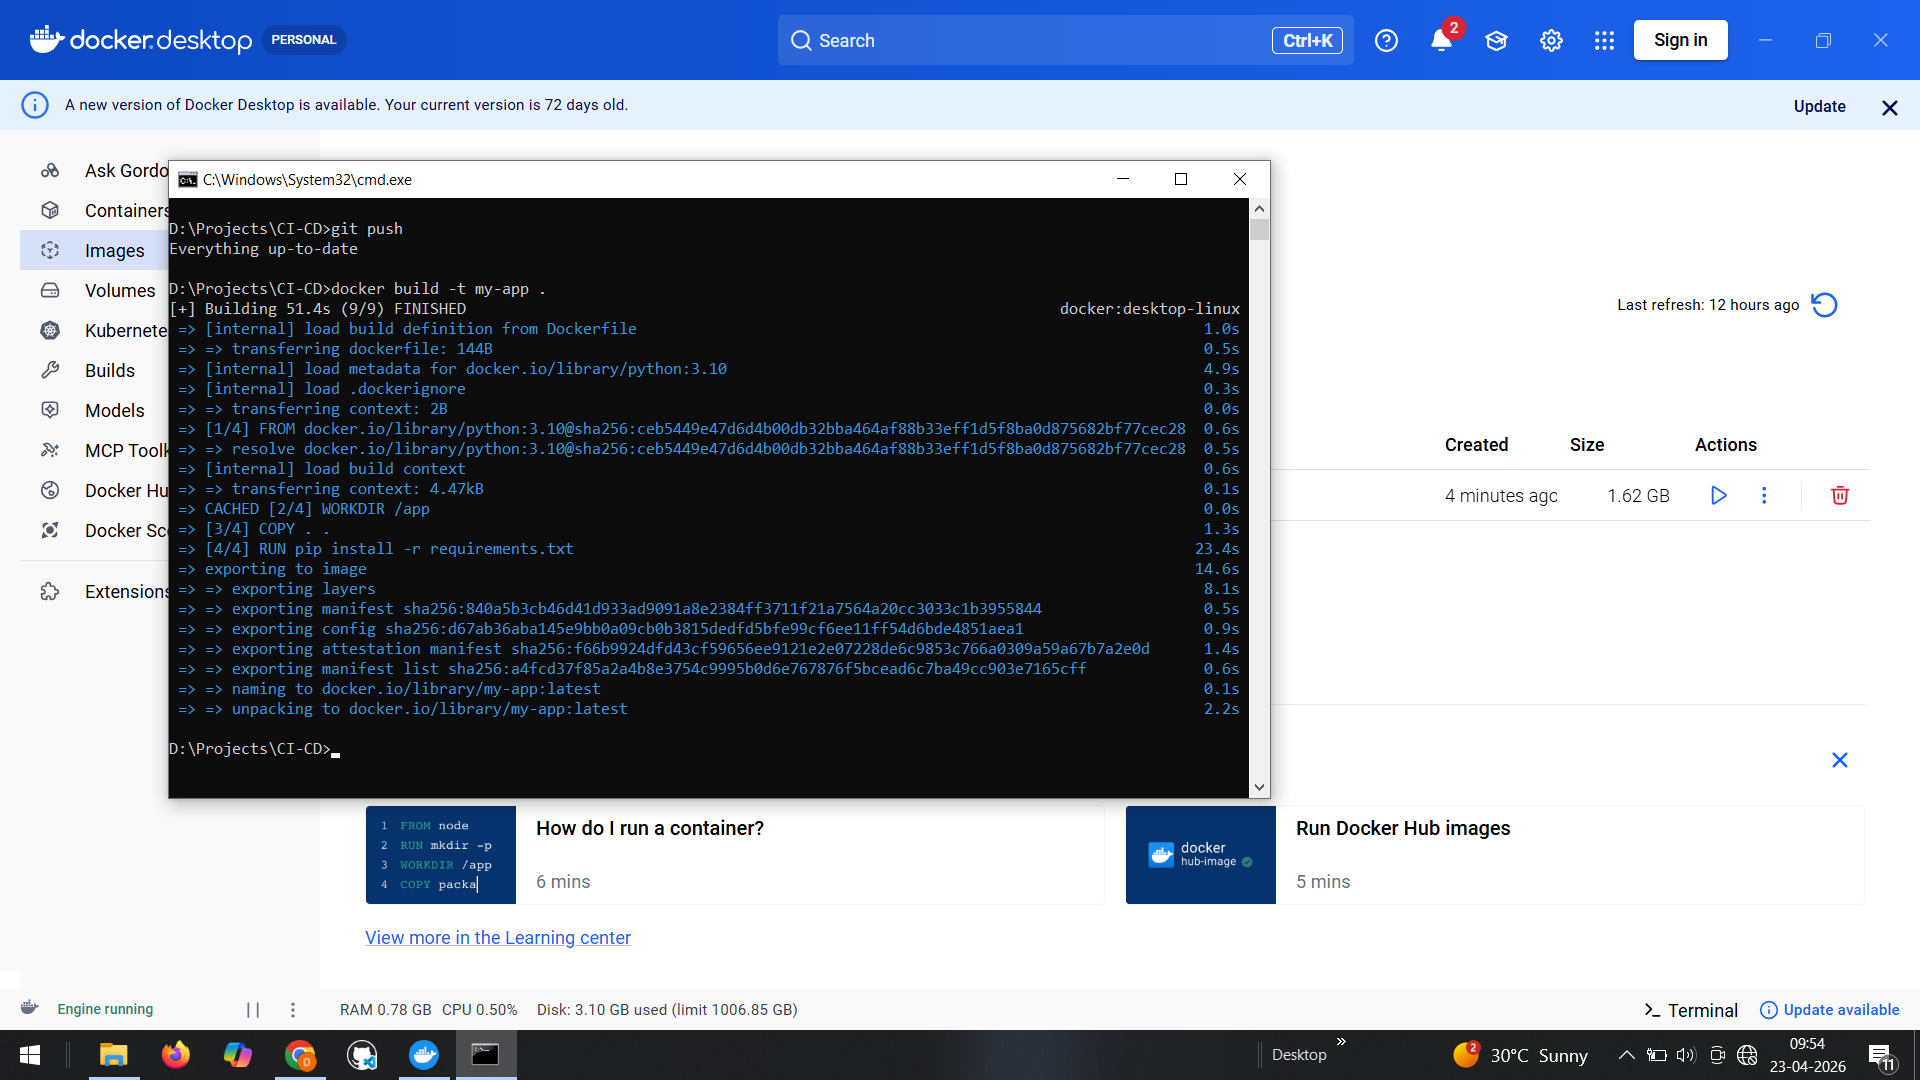 docker.desktop PERSONAL
Search Ctrl+K
2
Sign in
A new version of Docker Desktop is available. Your current version is 72 days old.
Update
Ask Gordo
Containers
Images
Volumes
Kubernete
Builds
Models
MCP Toolk
Docker Hu
Docker Sc
Extensions
C:\Windows\System32\cmd.exe
D:\Projects\CI-CD>git push
Everything up-to-date
D:\Projects\CI-CD>docker build -t my-app .
[+] Building 51.4s (9/9) FINISHED docker:desktop-linux
=> [internal] load build definition from Dockerfile 1.0s
=> => transferring dockerfile: 144B 0.5s
=> [internal] load metadata for docker.io/library/python:3.10 4.9s
=> [internal] load .dockerignore 0.3s
=> => transferring context: 2B 0.0s
=> [1/4] FROM docker.io/library/python:3.10@sha256:ceb5449e47d6d4b00db32bba464af88b33eff1d5f8ba0d875682bf77cec28 0.6s
=> => resolve docker.io/library/python:3.10@sha256:ceb5449e47d6d4b00db32bba464af88b33eff1d5f8ba0d875682bf77cec28 0.5s
=> [internal] load build context 0.6s
=> => transferring context: 4.47kB 0.1s
=> CACHED [2/4] WORKDIR /app 0.0s
=> [3/4] COPY . . 1.3s
=> [4/4] RUN pip install -r requirements.txt 23.4s
=> exporting to image 14.6s
=> => exporting layers 8.1s
=> => exporting manifest sha256:840a5b3cb46d41d933ad9091a8e2384ff3711f21a7564a20cc3033c1b3955844 0.5s
=> => exporting config sha256:d67ab36aba145e9bb0a09cb0b3815dedfd5bfe99cf6ee11ff54d6bde4851aea1 0.9s
=> => exporting attestation manifest sha256:f66b9924dfd43cf59656ee9121e2e07228de6c9853c766a0309a59a67b7a2e0d 1.4s
=> => exporting manifest list sha256:a4fcd37f85a2a4b8e3754c9995b0d6e767876f5bcead6c7ba49cc903e7165cff 0.6s
=> => naming to docker.io/library/my-app:latest 0.1s
=> => unpacking to docker.io/library/my-app:latest 2.2s
D:\Projects\CI-CD>
Last refresh: 12 hours ago
Created Size Actions
4 minutes ago 1.62 GB
1 FROM node
2 RUN mkdir -p
3 WORKDIR /app
4 COPY packa
How do I run a container?
6 mins
docker
hub-image
Run Docker Hub images
5 mins
View more in the Learning center
Engine running
RAM 0.78 GB CPU 0.50% Disk: 3.10 GB used (limit 1006.85 GB)
Terminal
Update available
Desktop
2
30°C Sunny
09:54
23-04-2026
11